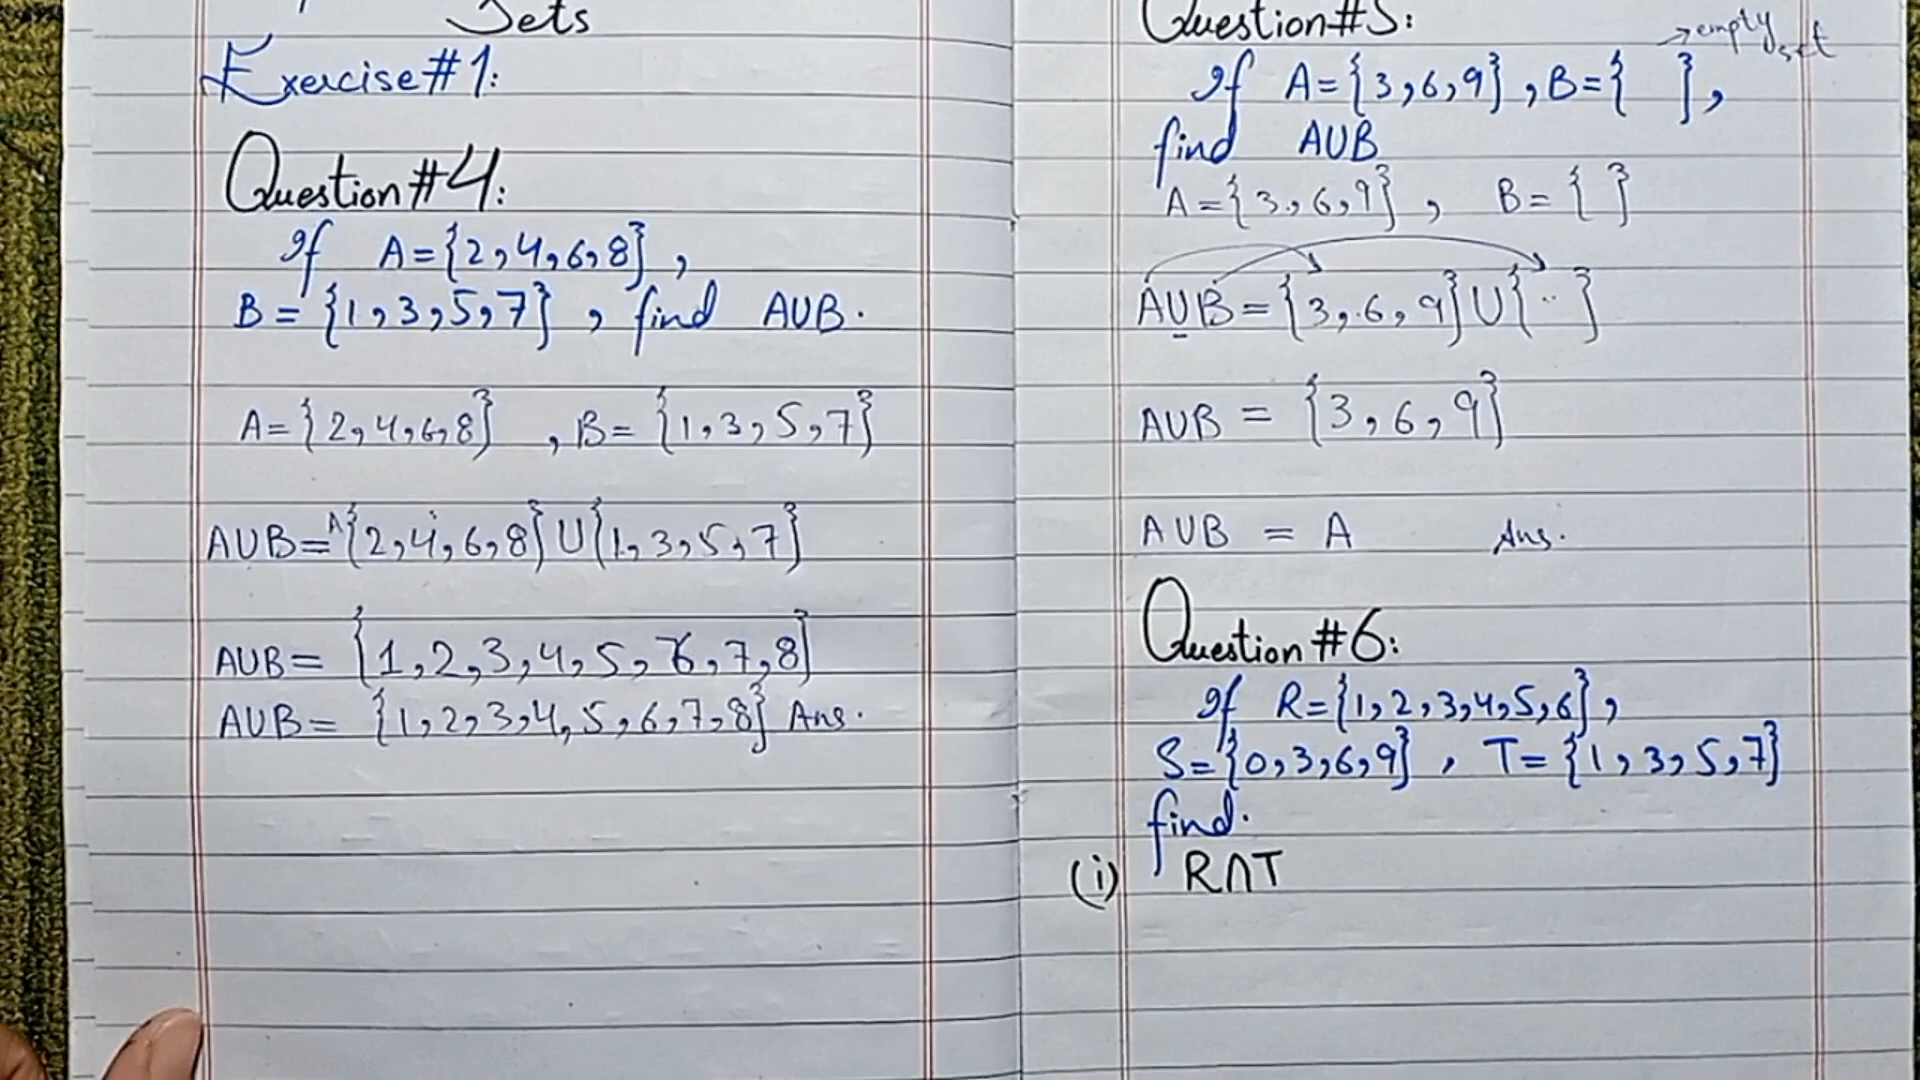 Sets
Exercise#1:
Question#4:
If A={2,4,6,8},
B={1,3,5,7}, find AUB.
A={2,4,6,8}, B={1,3,5,7}
AUB=A{2,4,6,8}U{1,3,5,7}
AUB={1,2,3,4,5,6,7,8}
AUB={1,2,3,4,5,6,7,8} Ans.
Question#5:
→empty set
If A={3,6,9}, B={ },
find AUB
A={3,6,9}, B={ }
AUB={3,6,9}U{..}
AUB={3,6,9}
AUB=A Ans.
Question#6:
If R={1,2,3,4,5,6},
S={0,3,6,9}, T={1,3,5,7}
find.
(i) R∩T